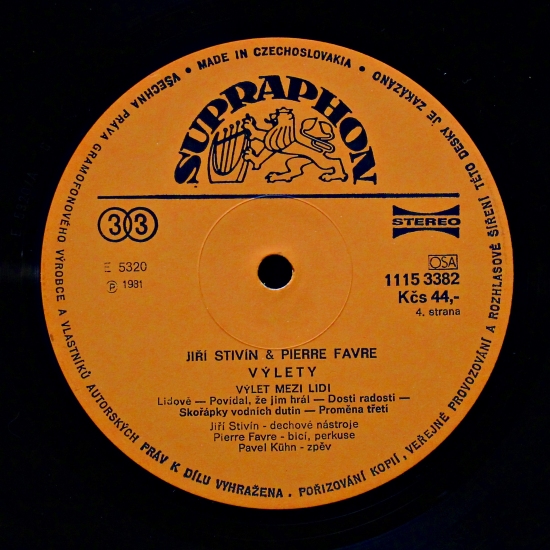 MADE IN CZECHOSLOVAKIA •
VŠECHNA PRÁVA GRAMOFONOVÉHO VÝROBCE A VLASTNÍKŮ AUTORSKÝCH PRÁV K DÍLU VYHRAŽENA . POŘIZOVÁNÍ KOPIÍ, VEŘEJNÉ PROVOZOVÁNÍ A ROZHLASOVÉ ŠÍŘENÍ TÉTO DESKY JE ZAKÁZÁNO •
SUPRAPHON
33
STEREO
E 5320
Ⓟ 1981
OSA
1115 3382
Kčs 44,-
4. strana
JIŘÍ STIVÍN & PIERRE FAVRE
VÝLETY
VÝLET MEZI LIDI
Lidově — Povídal, že jim hrál — Dosti radosti —
Skořápky vodních dutin — Proměna třetí
Jiří Stivín - dechové nástroje
Pierre Favre - bicí, perkuse
Pavel Kühn - zpěv